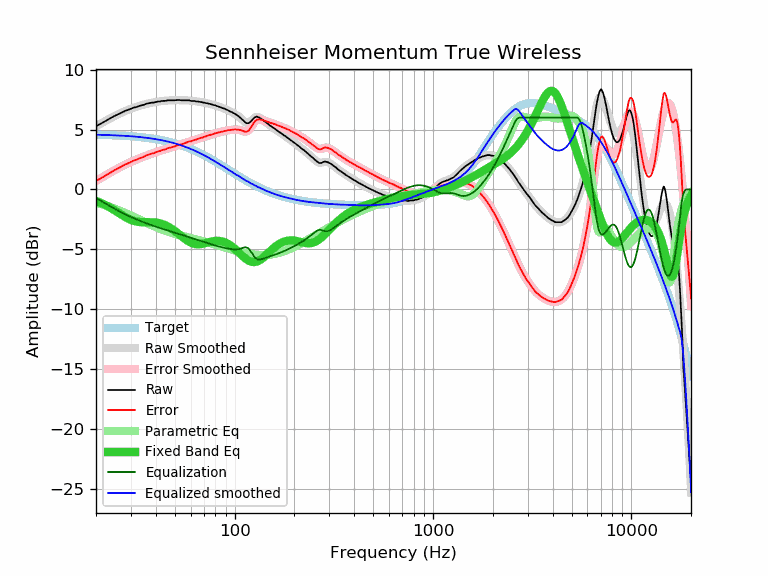 Sennheiser Momentum True Wireless
10
5
0
−5
−10
−15
−20
−25
Amplitude (dBr)
Target
Raw Smoothed
Error Smoothed
Raw
Error
Parametric Eq
Fixed Band Eq
Equalization
Equalized smoothed
100
1000
10000
Frequency (Hz)